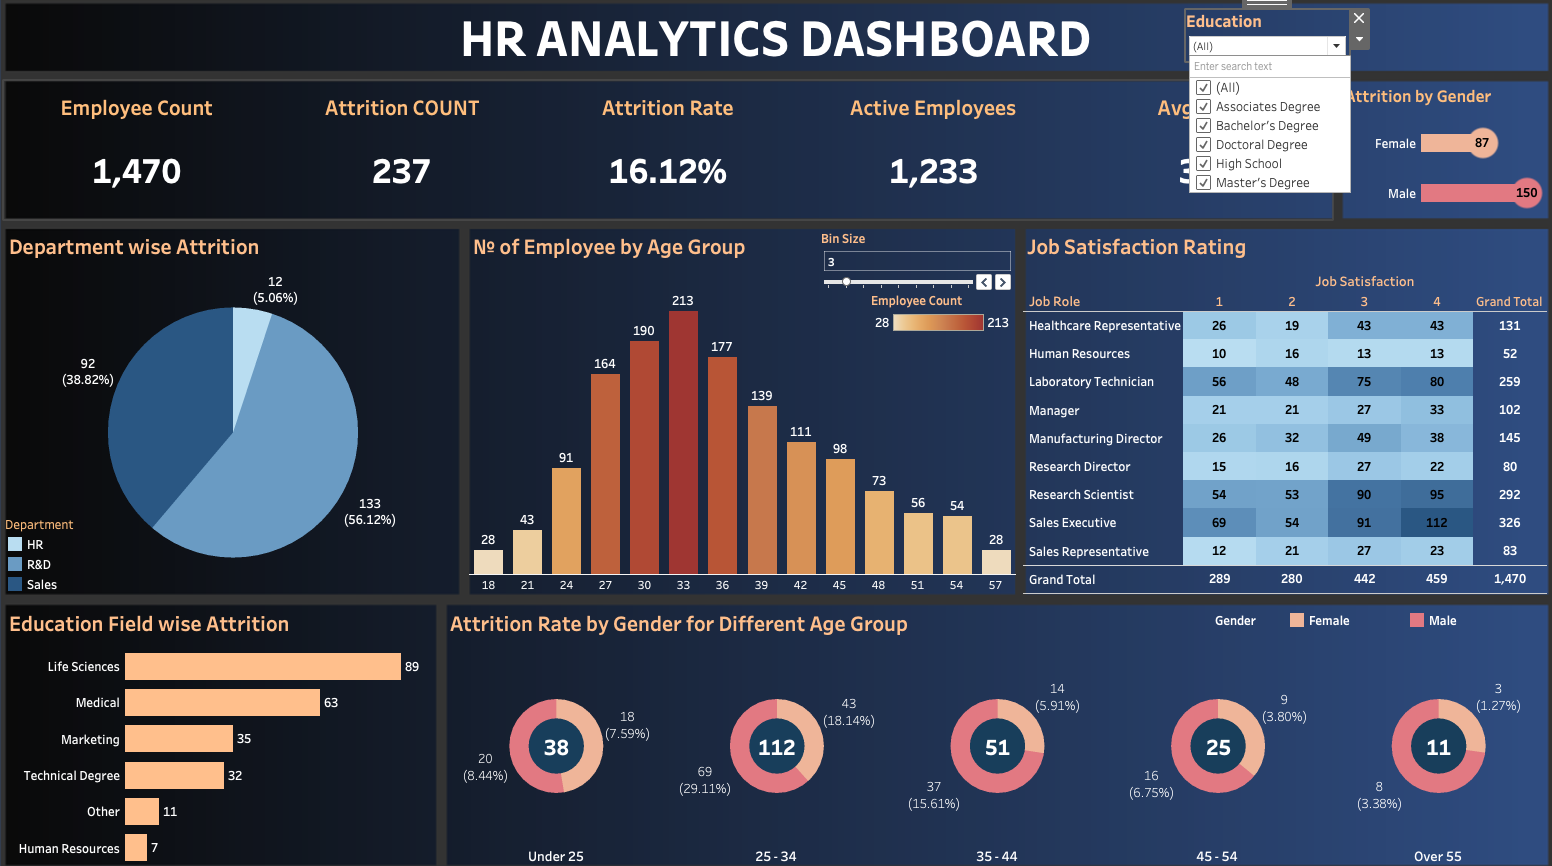 HR ANALYTICS DASHBOARD
Education
(All)
Enter search text
(All)
Associates Degree
Bachelor's Degree
Doctoral Degree
High School
Master's Degree
Employee Count
1,470
Attrition COUNT
237
Attrition Rate
16.12%
Active Employees
1,233
Attrition by Gender
Female 87
Male 150
Department wise Attrition
12
(5.06%)
92
(38.82%)
133
(56.12%)
Department
HR
R&D
Sales
№ of Employee by Age Group
Bin Size
3
Employee Count
28 213
28 43 91 164 190 213 177 139 111 98 73 56 54 28
18 21 24 27 30 33 36 39 42 45 48 51 54 57
Job Satisfaction Rating
Job Satisfaction
Job Role 1 2 3 4 Grand Total
Healthcare Representative 26 19 43 43 131
Human Resources 10 16 13 13 52
Laboratory Technician 56 48 75 80 259
Manager 21 21 27 33 102
Manufacturing Director 26 32 49 38 145
Research Director 15 16 27 22 80
Research Scientist 54 53 90 95 292
Sales Executive 69 54 91 112 326
Sales Representative 12 21 27 23 83
Grand Total 289 280 442 459 1,470
Education Field wise Attrition
Life Sciences 89
Medical 63
Marketing 35
Technical Degree 32
Other 11
Human Resources 7
Attrition Rate by Gender for Different Age Group
Gender Female Male
18
(7.59%)
38
20
(8.44%)
Under 25
43
(18.14%)
112
69
(29.11%)
25 - 34
14
(5.91%)
51
37
(15.61%)
35 - 44
9
(3.80%)
25
16
(6.75%)
45 - 54
3
(1.27%)
11
8
(3.38%)
Over 55